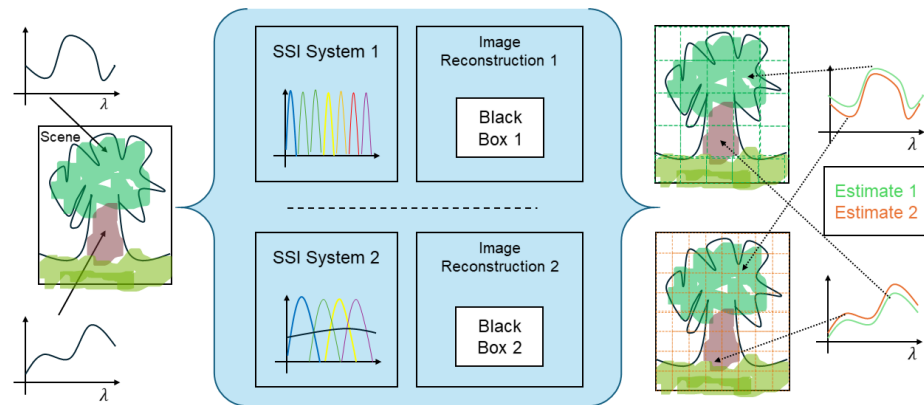 λ
Scene
λ
SSI System 1
Image
Reconstruction 1
Black
Box 1
SSI System 2
Image
Reconstruction 2
Black
Box 2
λ
Estimate 1
Estimate 2
λ